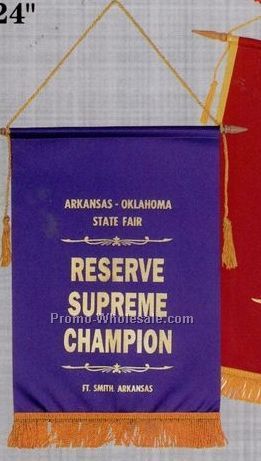 24"
ARKANSAS - OKLAHOMA
STATE FAIR
RESERVE
SUPREME
Promo-Wholesale.com
CHAMPION
FT. SMITH, ARKANSAS